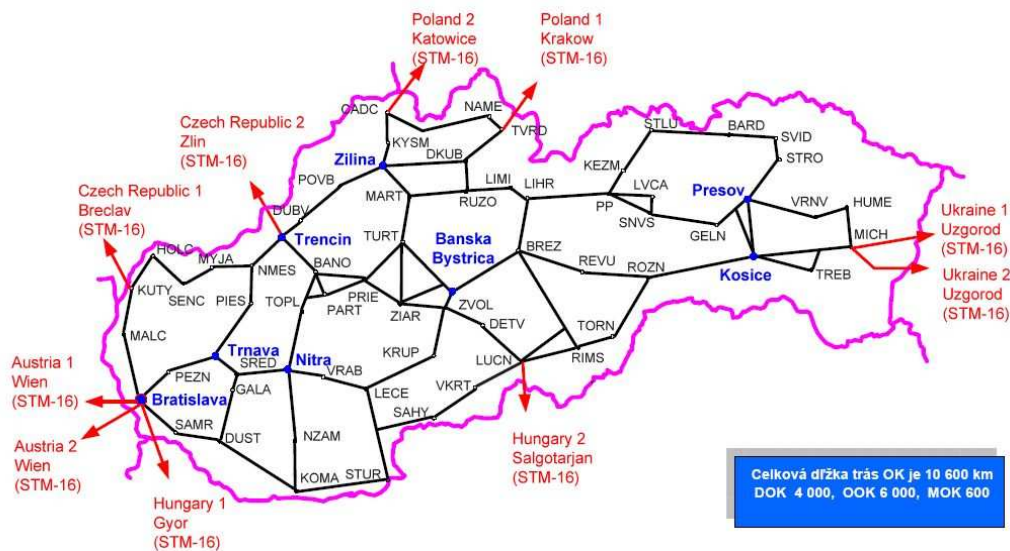 Poland 2
Katowice
(STM-16)
Poland 1
Krakow
(STM-16)
CADC
NAME
TVRD
Czech Republic 2
Zlin
(STM-16)
KYSM
DKUB
Zilina
STLU
BARD
SVID
STRO
KEZM
POVB
MART
LIMI
LIHR
RUZO
PP
LVCA
SNVS
Presov
VRNV
HUME
Czech Republic 1
Breclav
(STM-16)
DUBV
Trencin
TURT
Banska
Bystrica
BREZ
GELN
MICH
Ukraine 1
Uzgorod
(STM-16)
HOLC
MYJA
NMES
BANO
REVU
ROZN
Kosice
TREB
Ukraine 2
Uzgorod
(STM-16)
KUTY
SENC
PIES
TOPL
PART
PRIE
ZIAR
ZVOL
DETV
TORN
MALC
Trnava
SRED
Nitra
KRUP
LUCN
RIMS
Austria 1
Wien
(STM-16)
PEZN
GALA
VRAB
LECE
VKRT
Bratislava
SAHY
SAMR
DUST
NZAM
Austria 2
Wien
(STM-16)
KOMA
STUR
Hungary 2
Salgotarjan
(STM-16)
Hungary 1
Gyor
(STM-16)
Celková dľžka trás OK je 10 600 km
DOK 4 000, OOK 6 000, MOK 600